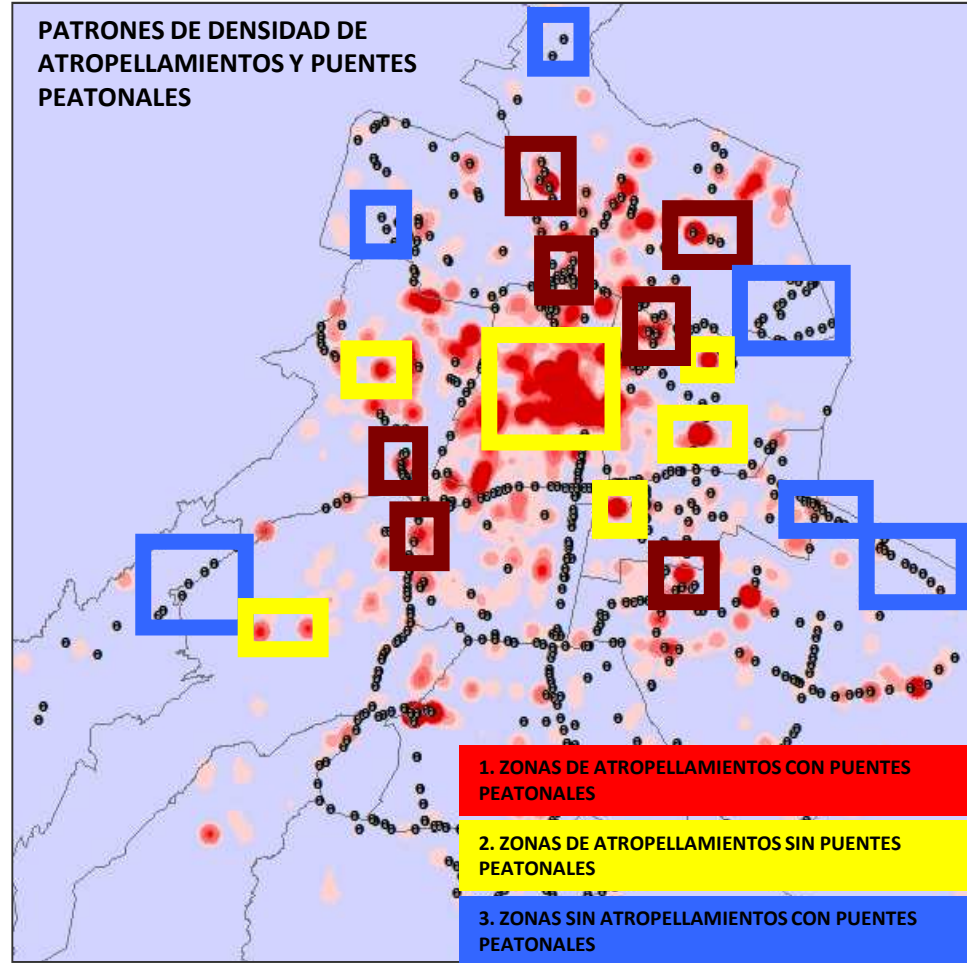 PATRONES DE DENSIDAD DE
ATROPELLAMIENTOS Y PUENTES
PEATONALES
1. ZONAS DE ATROPELLAMIENTOS CON PUENTES
PEATONALES
2. ZONAS DE ATROPELLAMIENTOS SIN PUENTES
PEATONALES
3. ZONAS SIN ATROPELLAMIENTOS CON PUENTES
PEATONALES